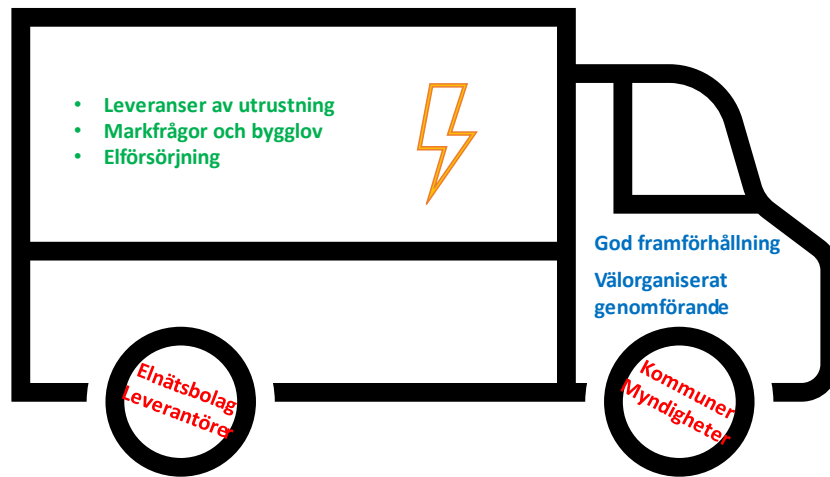 • Leveranser av utrustning
• Markfrågor och bygglov
• Elförsörjning
God framförhållning
Välorganiserat
genomförande
Elnätsbolag
Leverantörer
Kommuner
Myndigheter